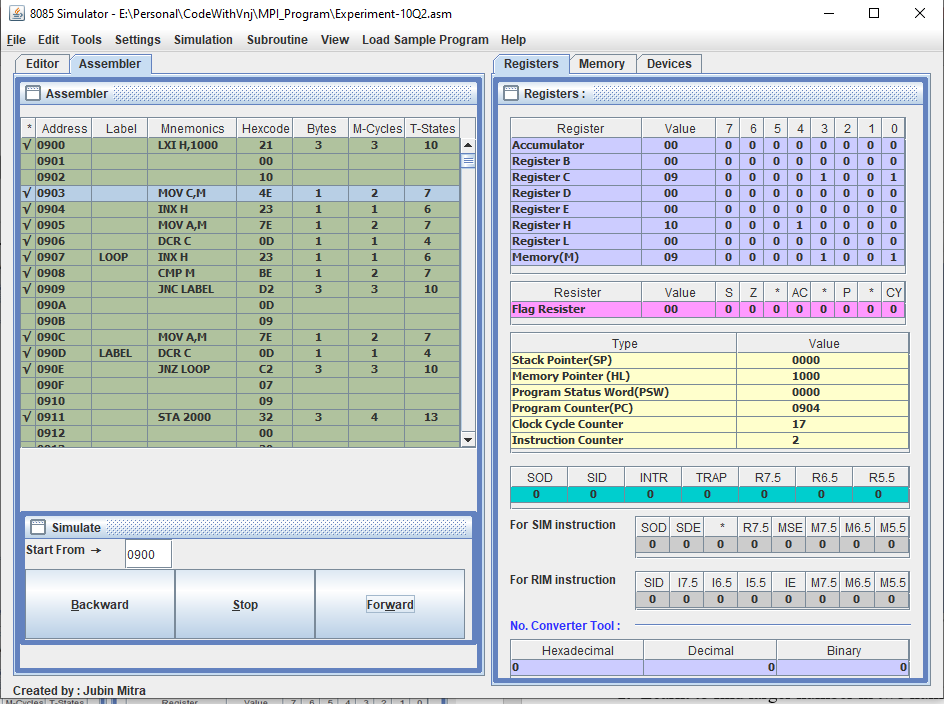 8085 Simulator - E:\Personal\CodeWithVnj\MPI_Program\Experiment-10Q2.asm
File Edit Tools Settings Simulation Subroutine View Load Sample Program Help
Editor Assembler
Assembler
* Address Label Mnemonics Hexcode Bytes M-Cycles T-States
√ 0900 LXI H,1000 21 3 3 10
0901 00
0902 10
√ 0903 MOV C,M 4E 1 2 7
√ 0904 INX H 23 1 1 6
√ 0905 MOV A,M 7E 1 2 7
√ 0906 DCR C 0D 1 1 4
√ 0907 LOOP INX H 23 1 1 6
√ 0908 CMP M BE 1 2 7
√ 0909 JNC LABEL D2 3 3 10
090A 0D
090B 09
√ 090C MOV A,M 7E 1 2 7
√ 090D LABEL DCR C 0D 1 1 4
√ 090E JNZ LOOP C2 3 3 10
090F 07
0910 09
√ 0911 STA 2000 32 3 4 13
0912 00
Simulate
Start From → 0900
Backward Stop Forward
Created by : Jubin Mitra
Registers Memory Devices
Registers :
Register Value 7 6 5 4 3 2 1 0
Accumulator 00 0 0 0 0 0 0 0 0
Register B 00 0 0 0 0 0 0 0 0
Register C 09 0 0 0 0 1 0 0 1
Register D 00 0 0 0 0 0 0 0 0
Register E 00 0 0 0 0 0 0 0 0
Register H 10 0 0 0 1 0 0 0 0
Register L 00 0 0 0 0 0 0 0 0
Memory(M) 09 0 0 0 0 1 0 0 1
Resister Value S Z * AC * P * CY
Flag Resister 00 0 0 0 0 0 0 0 0
Type Value
Stack Pointer(SP) 0000
Memory Pointer (HL) 1000
Program Status Word(PSW) 0000
Program Counter(PC) 0904
Clock Cycle Counter 17
Instruction Counter 2
SOD SID INTR TRAP R7.5 R6.5 R5.5
0 0 0 0 0 0 0
For SIM instruction SOD SDE * R7.5 MSE M7.5 M6.5 M5.5
0 0 0 0 0 0 0 0
For RIM instruction SID I7.5 I6.5 I5.5 IE M7.5 M6.5 M5.5
0 0 0 0 0 0 0 0
No. Converter Tool :
Hexadecimal Decimal Binary
0 0 0
M-Cycles T-States Register Value 7 6 5 4 3 2 1 0